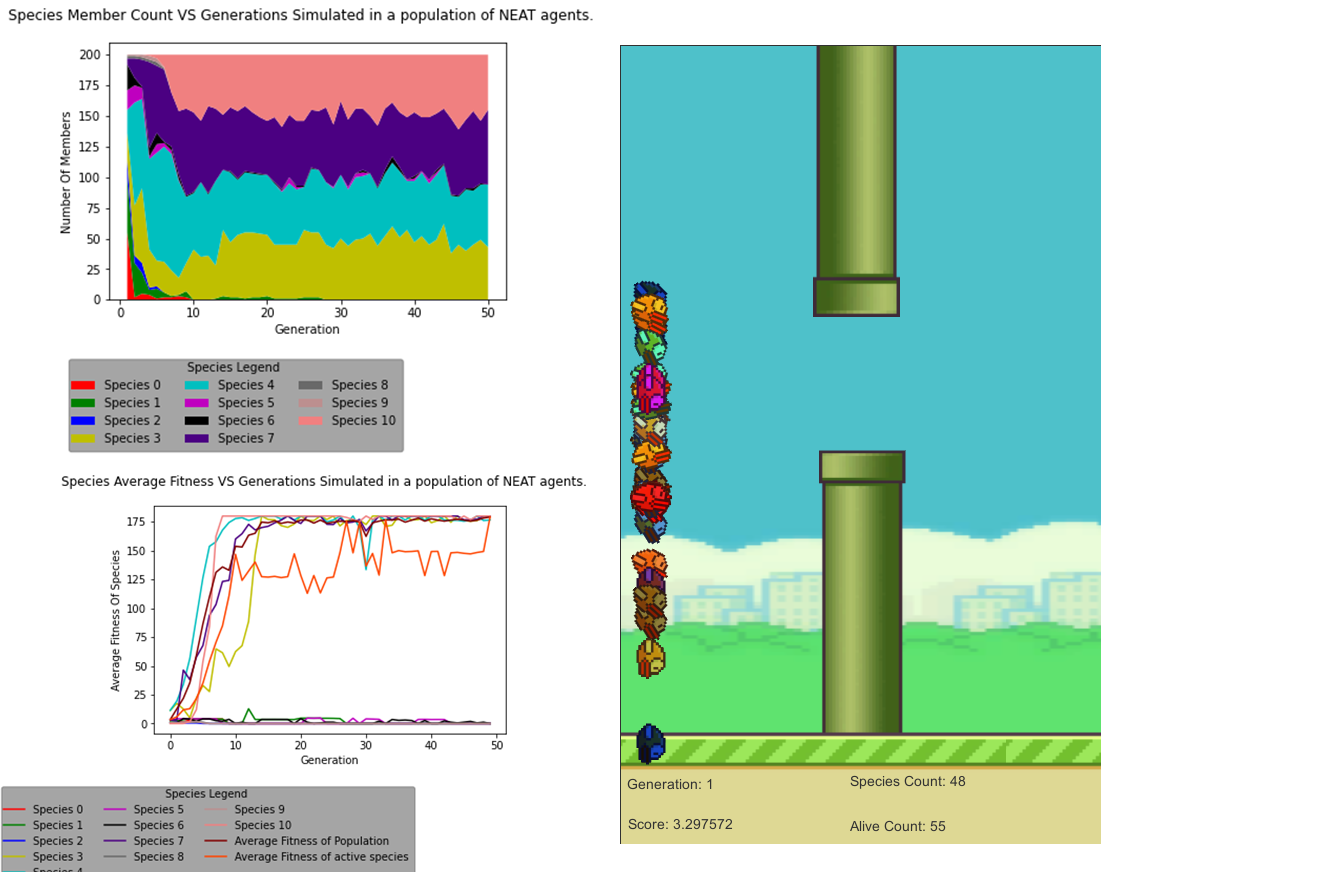 Species Member Count VS Generations Simulated in a population of NEAT agents.
200
175
150
125
100
75
50
25
0
Number Of Members
0 10 20 30 40 50
Generation
Species Legend
Species 0 Species 4 Species 8
Species 1 Species 5 Species 9
Species 2 Species 6 Species 10
Species 3 Species 7
Species Average Fitness VS Generations Simulated in a population of NEAT agents.
175
150
125
100
75
50
25
0
Average Fitness Of Species
0 10 20 30 40 50
Generation
Species Legend
Species 0 Species 5 Species 9
Species 1 Species 6 Species 10
Species 2 Species 7 Average Fitness of Population
Species 3 Species 8 Average Fitness of active species
Species 4
Generation: 1 Species Count: 48
Score: 3.297572 Alive Count: 55